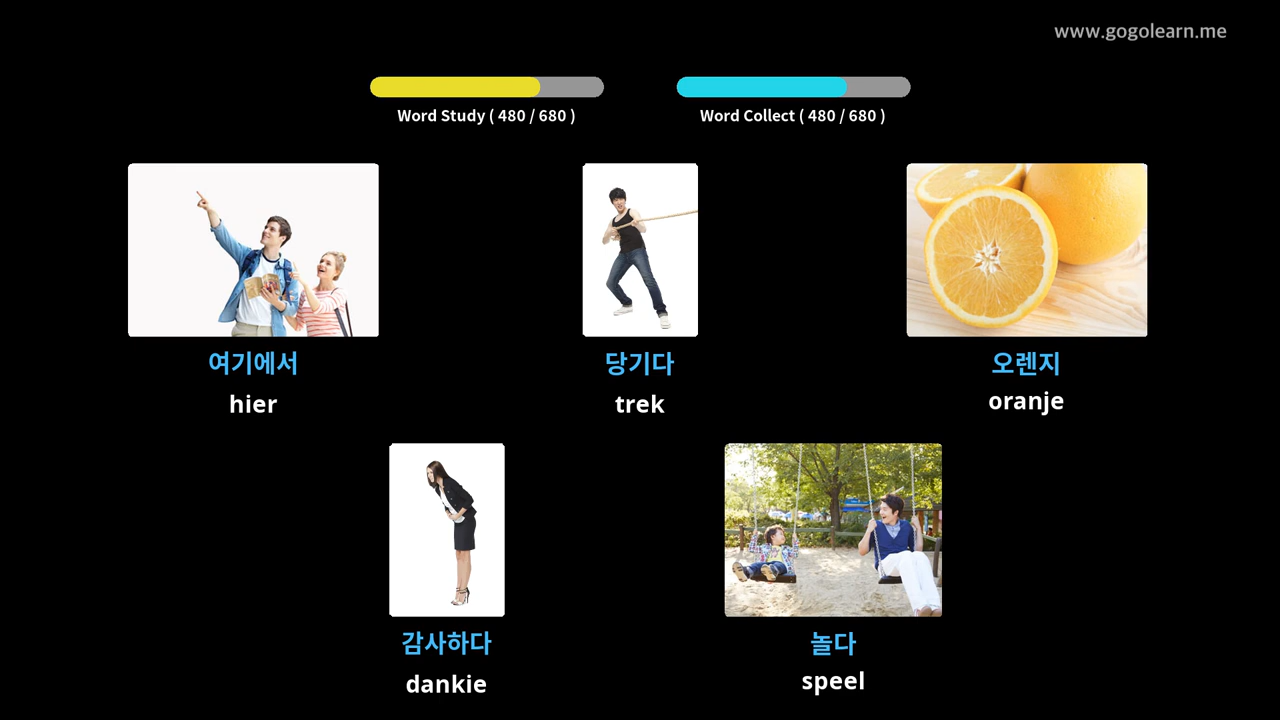 www.gogolearn.me
Word Study ( 480 / 680 )
Word Collect ( 480 / 680 )
여기에서
hier
당기다
trek
오렌지
oranje
감사하다
dankie
놀다
speel